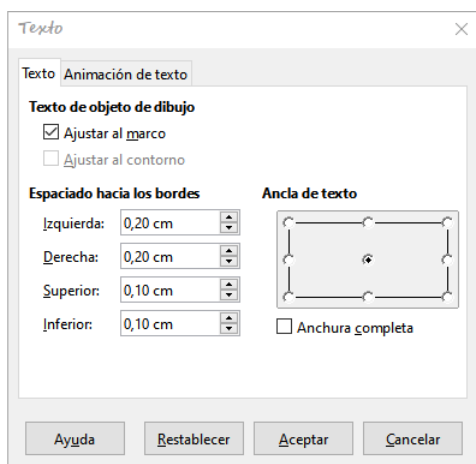 Texto
Texto Animación de texto
Texto de objeto de dibujo
Ajustar al marco
Ajustar al contorno
Espaciado hacia los bordes Ancla de texto
Izquierda: 0,20 cm
Derecha: 0,20 cm
Superior: 0,10 cm
Inferior: 0,10 cm
Anchura completa
Ayuda Restablecer Aceptar Cancelar